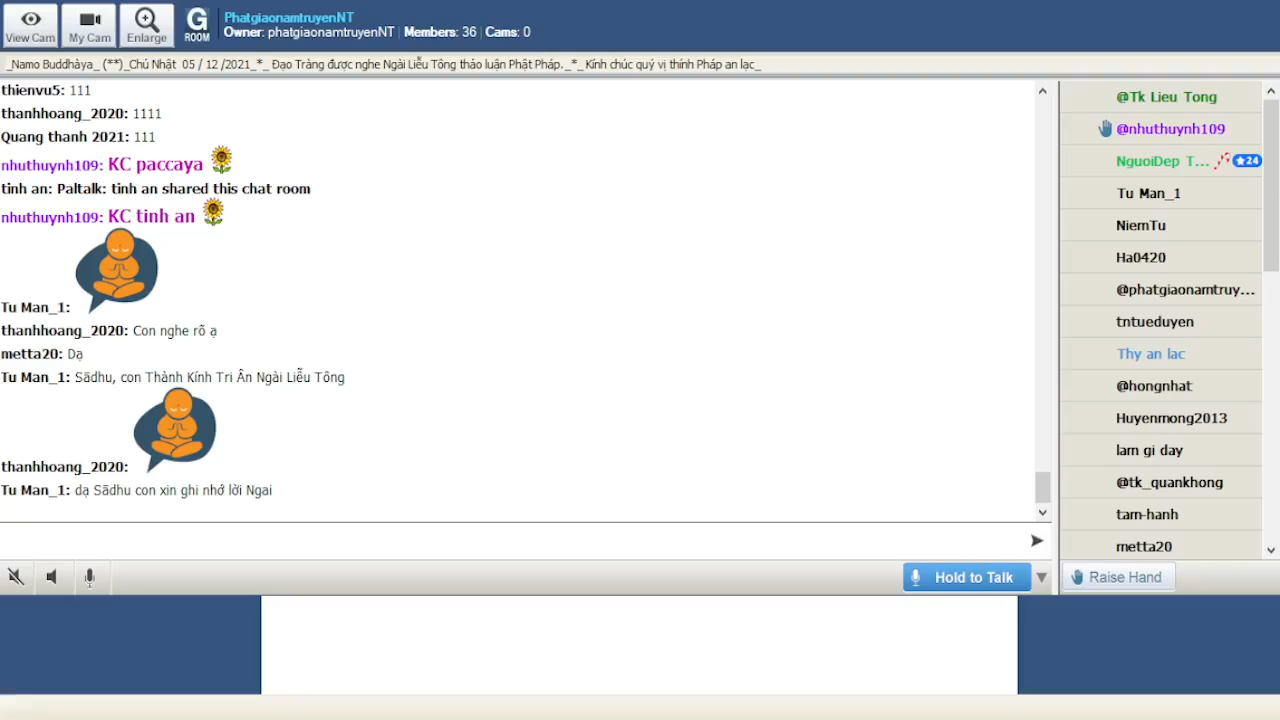 View Cam
My Cam
Enlarge
G
ROOM
PhatgiaonamtruyenNT
Owner: phatgiaonamtruyenNT | Members: 36 | Cams: 0
_Namo Buddhàya_ (**)_Chủ Nhật 05 / 12 /2021_*_ Đạo Tràng được nghe Ngài Liễu Tông thảo luận Phật Pháp._*_Kính chúc quý vị thính Pháp an lạc_
thienvu5: 111
thanhhoang_2020: 1111
Quang thanh 2021: 111
nhuthuynh109: KC paccaya
tinh an: Paltalk: tinh an shared this chat room
nhuthuynh109: KC tinh an
Tu Man_1:
thanhhoang_2020: Con nghe rõ ạ
metta20: Dạ
Tu Man_1: Sādhu, con Thành Kính Tri Ân Ngài Liễu Tông
thanhhoang_2020:
Tu Man_1: dạ Sādhu con xin ghi nhớ lời Ngai
@Tk Lieu Tong
@nhuthuynh109
NguoiDep T... 24
Tu Man_1
NiemTu
Ha0420
@phatgiaonamtruy...
tntueduyen
Thy an lac
@hongnhat
Huyenmong2013
lam gi day
@tk_quankhong
tam-hanh
metta20
Hold to Talk
Raise Hand